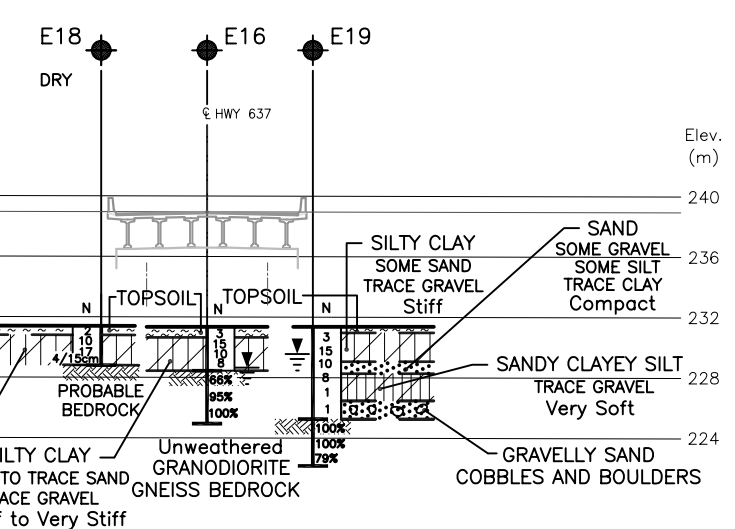 E18
E16
E19
DRY
℄ HWY 637
Elev.
(m)
240
236
232
228
224
SILTY CLAY
SOME SAND
TRACE GRAVEL
Stiff
SAND
SOME GRAVEL
SOME SILT
TRACE CLAY
Compact
TOPSOIL
TOPSOIL
N
2
10
17
4/15cm
N
3
15
10
8
66%
95%
100%
N
3
15
10
8
1
1
100%
100%
79%
SANDY CLAYEY SILT
TRACE GRAVEL
Very Soft
PROBABLE
BEDROCK
GRAVELLY SAND
COBBLES AND BOULDERS
Unweathered
GRANODIORITE
GNEISS BEDROCK
ILTY CLAY
TO TRACE SAND
ACE GRAVEL
f to Very Stiff